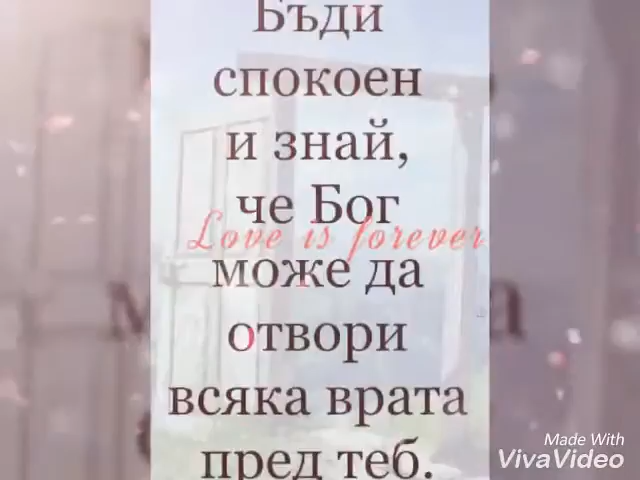 Бъди
спокоен
и знай,
че Бог
Love is forever
може да
отвори
всяка врата
пред теб.
Made With
VivaVideo